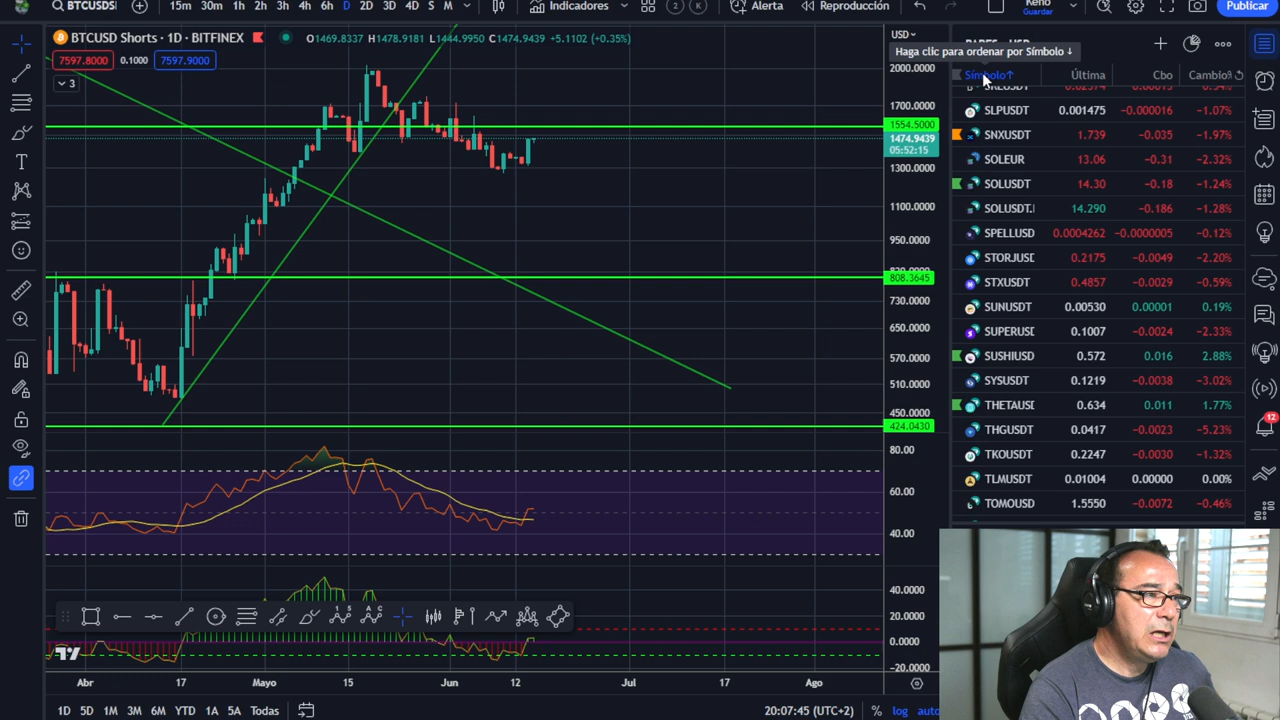 BTCUSDS
15m 30m 1h 2h 3h 4h 6h D 2D 3D 4D S M
Indicadores
2 K
Alerta
Reproducción
Keno
Guardar
Publicar
BTCUSD Shorts · 1D · BITFINEX
O1469.8337 H1478.9181 L1444.9950 C1474.9439 +5.1102 (+0.35%)
USD
7597.8000 0.1000 7597.9000
3
Haga clic para ordenar por Símbolo ↓
Símbolo↑ Última Cbo Cambio%
SLPUSDT 0.001475 −0.000016 −1.07%
SNXUSDT 1.739 −0.035 −1.97%
SOLEUR 13.06 −0.31 −2.32%
SOLUSDT 14.30 −0.18 −1.24%
SOLUSDT. 14.290 −0.186 −1.28%
SPELLUSD 0.0004262 −0.0000005 −0.12%
STORJUSD 0.2175 −0.0049 −2.20%
STXUSDT 0.4857 −0.0029 −0.59%
SUNUSDT 0.00530 0.00001 0.19%
SUPERUSD 0.1007 −0.0024 −2.33%
SUSHIUSD 0.572 0.016 2.88%
SYSUSDT 0.1219 −0.0038 −3.02%
THETAUSD 0.634 0.011 1.77%
THGUSDT 0.0417 −0.0023 −5.23%
TKOUSDT 0.2247 −0.0030 −1.32%
TLMUSDT 0.01004 0.00000 0.00%
TOMOUSD 1.5550 −0.0072 −0.46%
2000.0000
1700.0000
1554.5000
1474.9439
05:52:15
1300.0000
1100.0000
950.0000
808.3645
730.0000
650.0000
570.0000
510.0000
450.0000
424.0430
80.00
60.00
40.00
40.0000
20.0000
0.0000
−20.0000
12
Abr 17 Mayo 15 Jun 12 Jul 17 Ago
1D 5D 1M 3M 6M YTD 1A 5A Todas
20:07:45 (UTC+2) % log auto